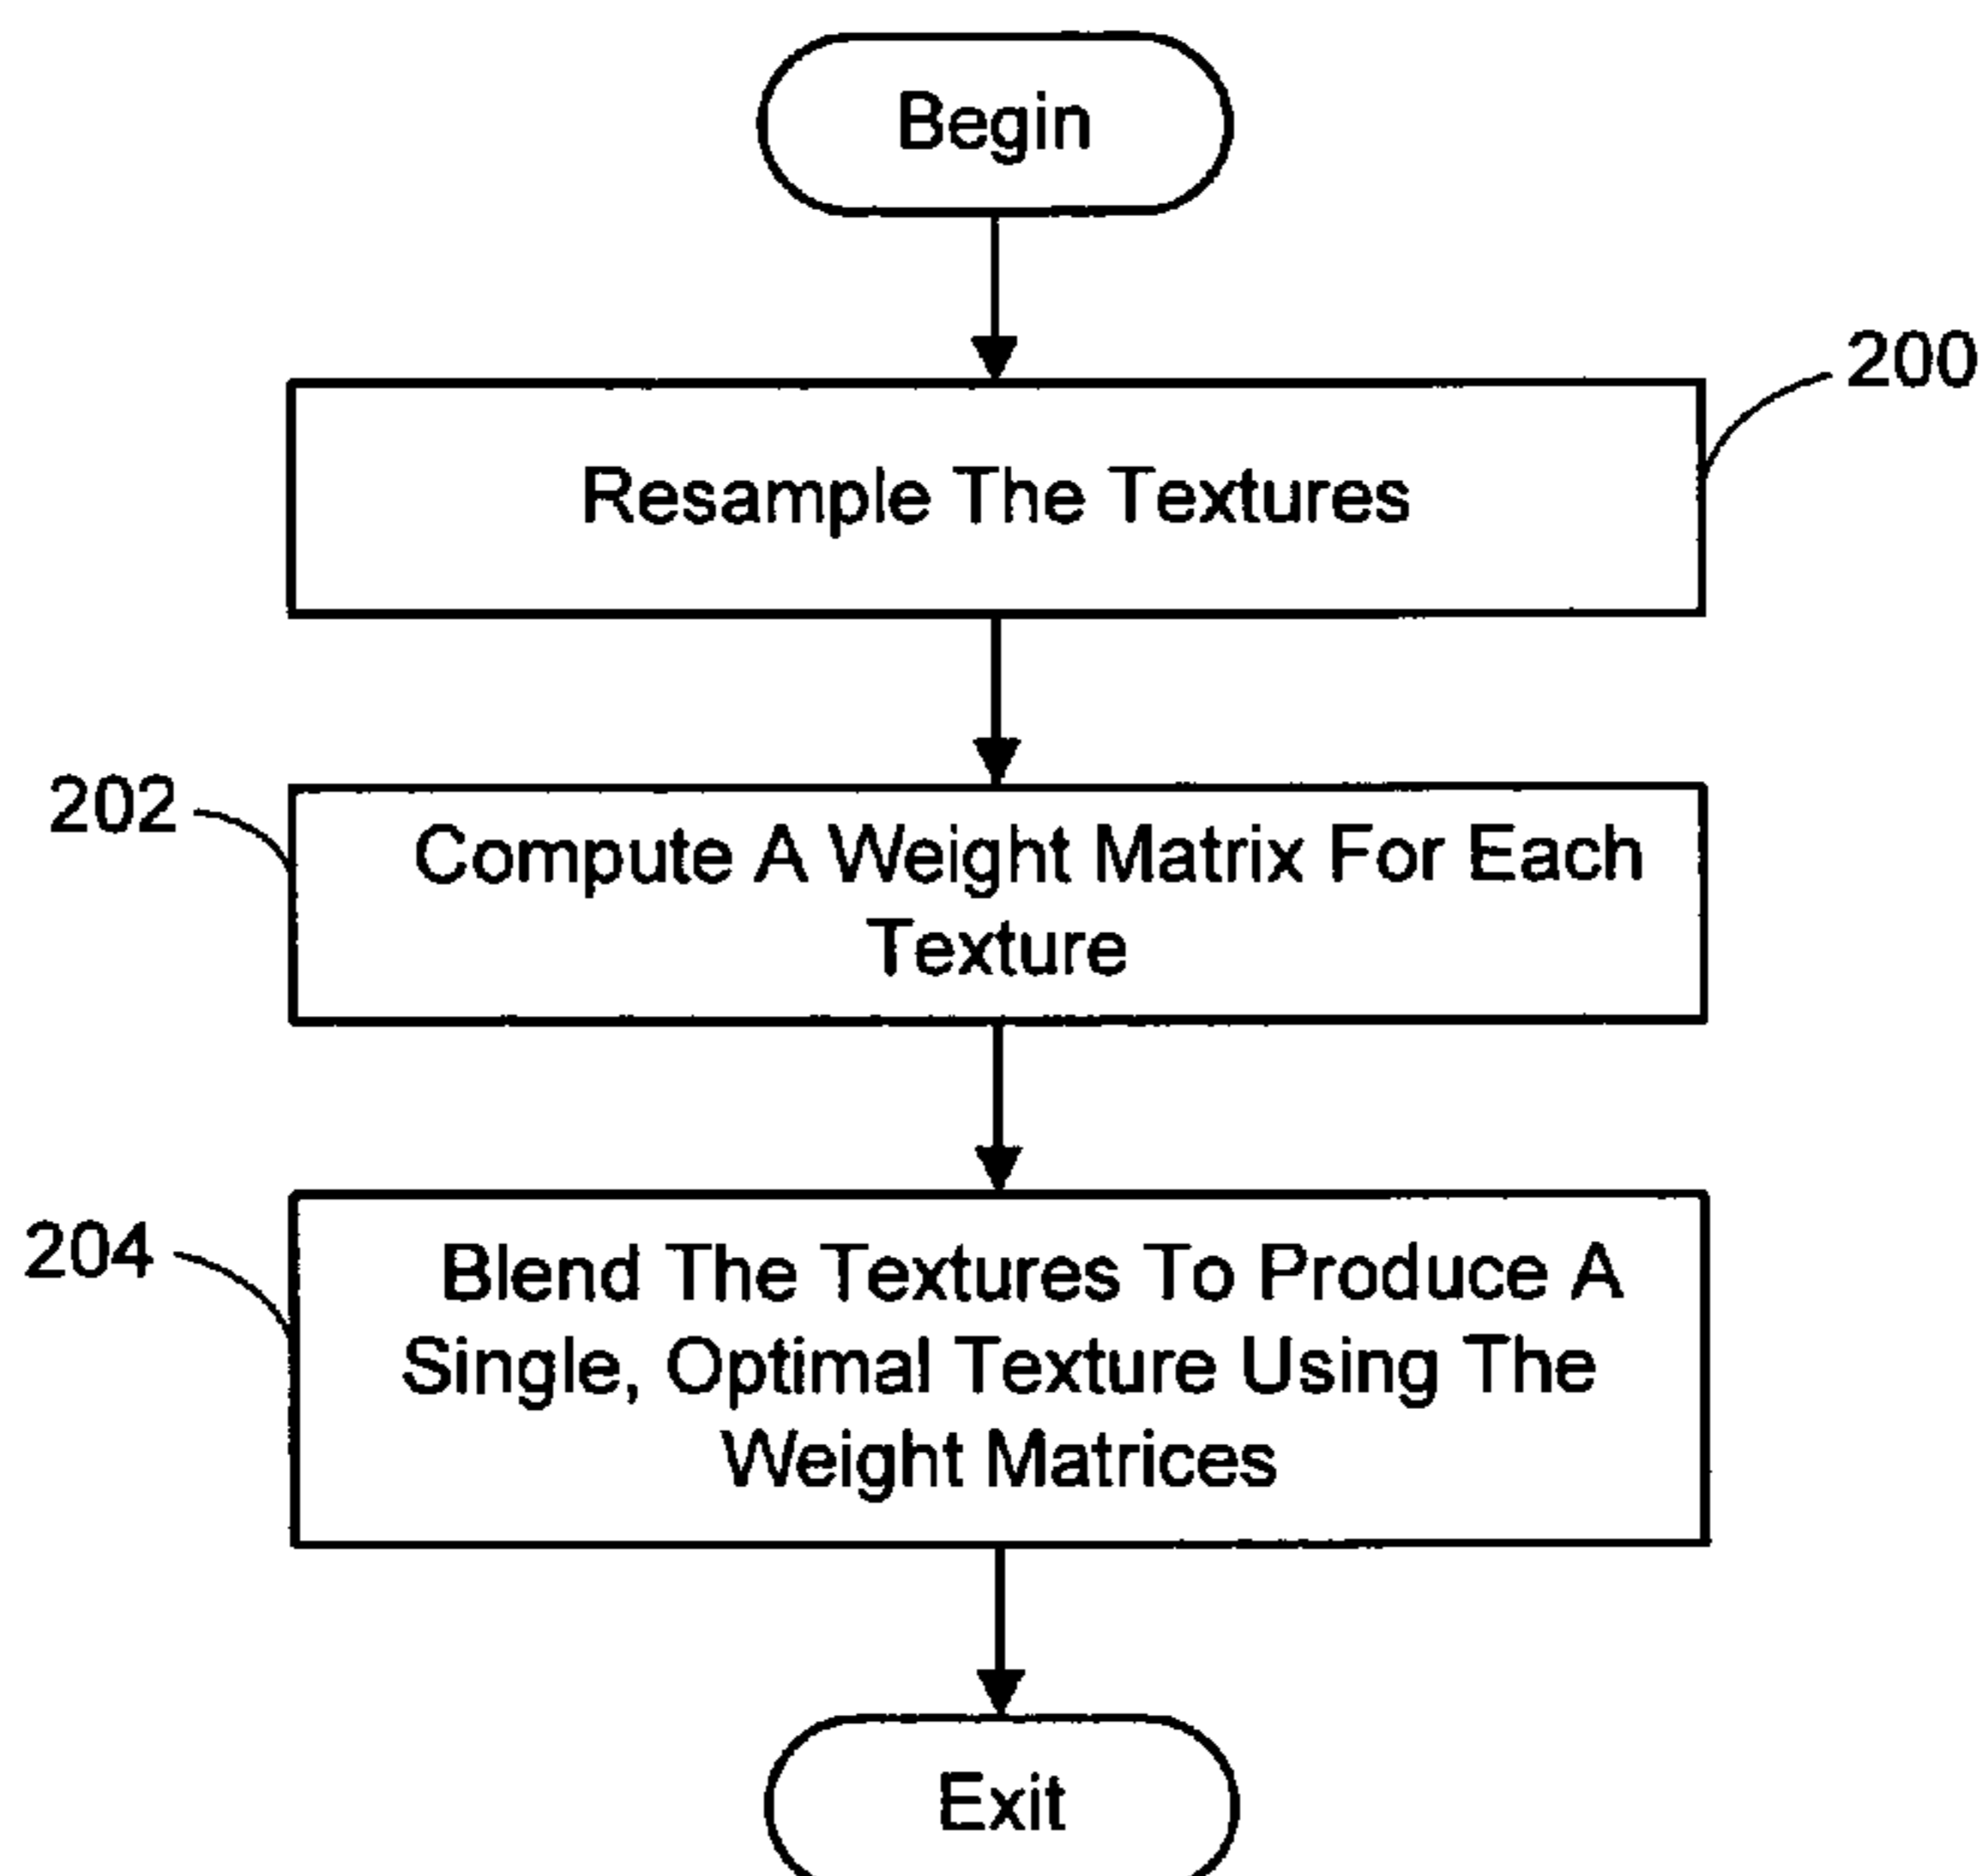 Begin
200
Resample The Textures
202
Compute A Weight Matrix For Each
Texture
204
Blend The Textures To Produce A
Single, Optimal Texture Using The
Weight Matrices
Exit